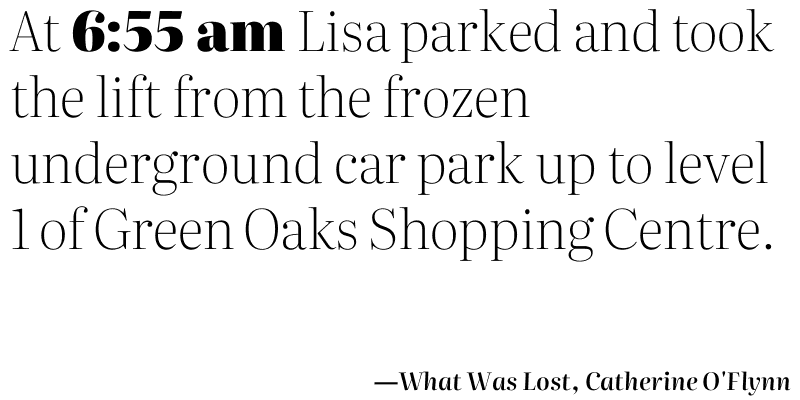 At 6:55 am Lisa parked and took
the lift from the frozen
underground car park up to level
1 of Green Oaks Shopping Centre.
—What Was Lost, Catherine O'Flynn